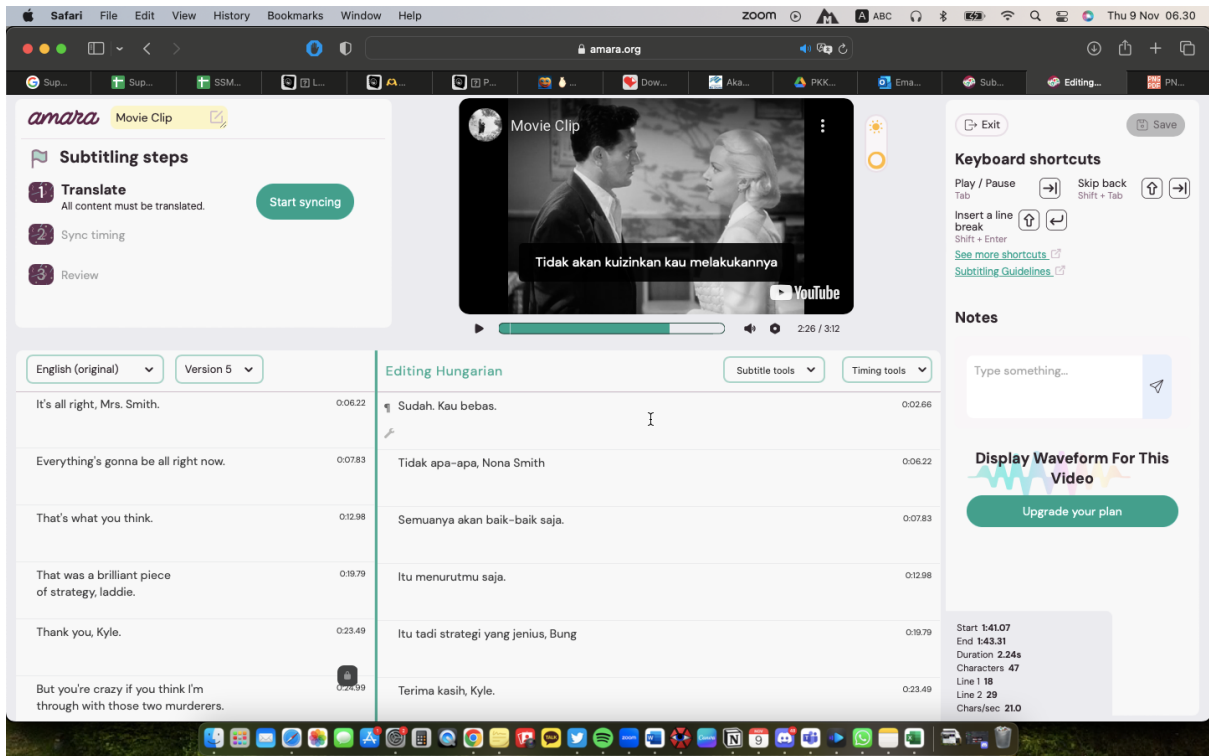 Safari File Edit View History Bookmarks Window Help
zoom A ABC Thu 9 Nov 06.30
amara.org
Sup... Sup... SSM... L... P... Dow... Aka... PKK... Ema... Sub... Editing... PN...
amara Movie Clip
Subtitling steps
1 Translate
All content must be translated.
Start syncing
2 Sync timing
3 Review
Movie Clip
Tidak akan kuizinkan kau melakukannya
YouTube
2:26 / 3:12
Exit
Save
Keyboard shortcuts
Play / Pause
Tab
Skip back
Shift + Tab
Insert a line
break
Shift + Enter
See more shortcuts
Subtitling Guidelines
Notes
Type something...
Display Waveform For This
Video
Upgrade your plan
English (original) Version 5
Editing Hungarian
Subtitle tools Timing tools
It's all right, Mrs. Smith. 0:06.22
¶ Sudah. Kau bebas. 0:02.66
Everything's gonna be all right now. 0:07.83
Tidak apa-apa, Nona Smith 0:06.22
That's what you think. 0:12.98
Semuanya akan baik-baik saja. 0:07.83
That was a brilliant piece 0:19.79
of strategy, laddie.
Itu menurutmu saja. 0:12.98
Thank you, Kyle. 0:23.49
Itu tadi strategi yang jenius, Bung 0:19.79
But you're crazy if you think I'm 0:24.99
through with those two murderers.
Terima kasih, Kyle. 0:23.49
Start 1:41.07
End 1:43.31
Duration 2.24s
Characters 47
Line 1 18
Line 2 29
Chars/sec 21.0